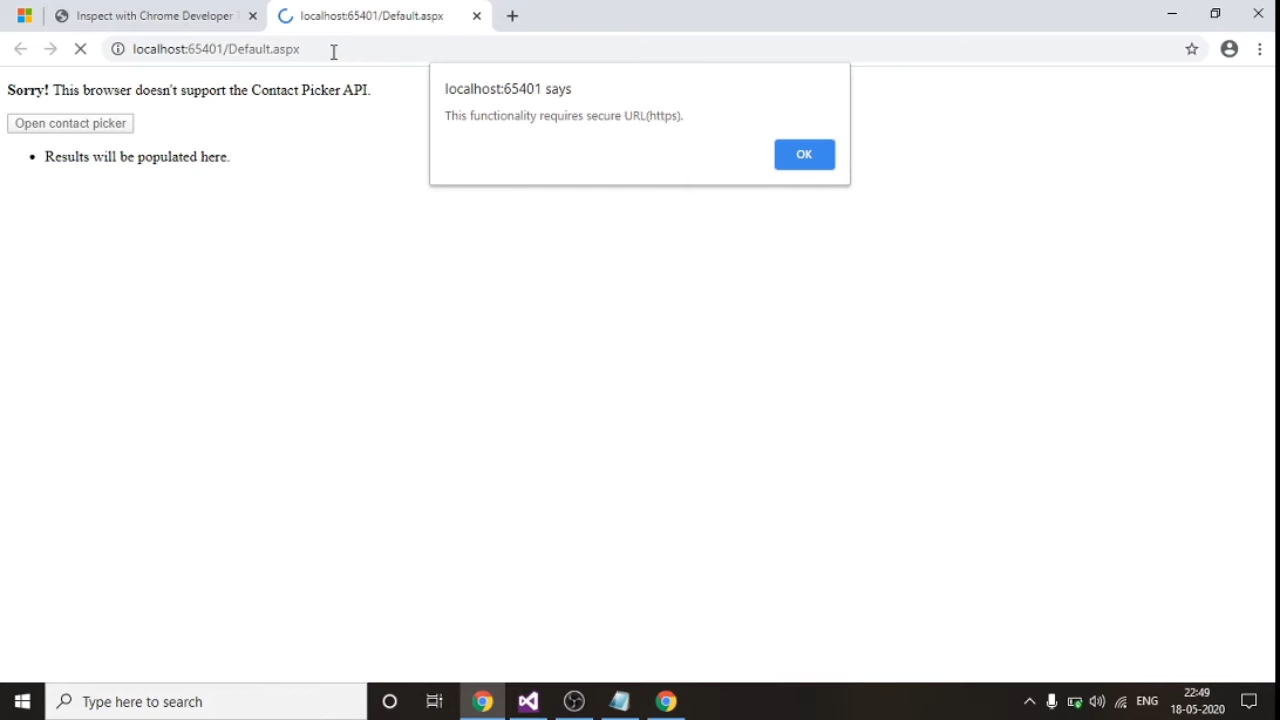 Inspect with Chrome Developer
localhost:65401/Default.aspx
localhost:65401/Default.aspx
localhost:65401 says
This functionality requires secure URL(https).
OK
Sorry! This browser doesn't support the Contact Picker API.
Open contact picker
Results will be populated here.
Type here to search
ENG
22:49
18-05-2020